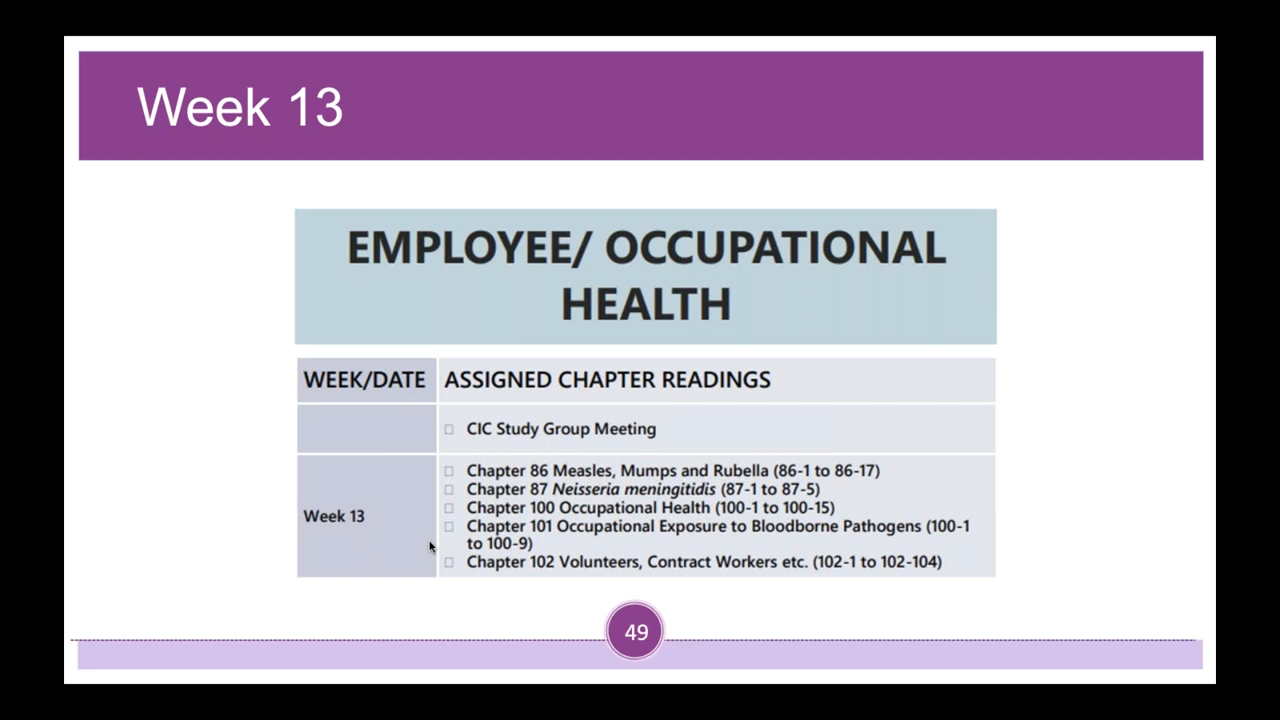 Week 13
EMPLOYEE/ OCCUPATIONAL
HEALTH
WEEK/DATE ASSIGNED CHAPTER READINGS
CIC Study Group Meeting
Week 13
Chapter 86 Measles, Mumps and Rubella (86-1 to 86-17)
Chapter 87 Neisseria meningitidis (87-1 to 87-5)
Chapter 100 Occupational Health (100-1 to 100-15)
Chapter 101 Occupational Exposure to Bloodborne Pathogens (100-1
to 100-9)
Chapter 102 Volunteers, Contract Workers etc. (102-1 to 102-104)
49